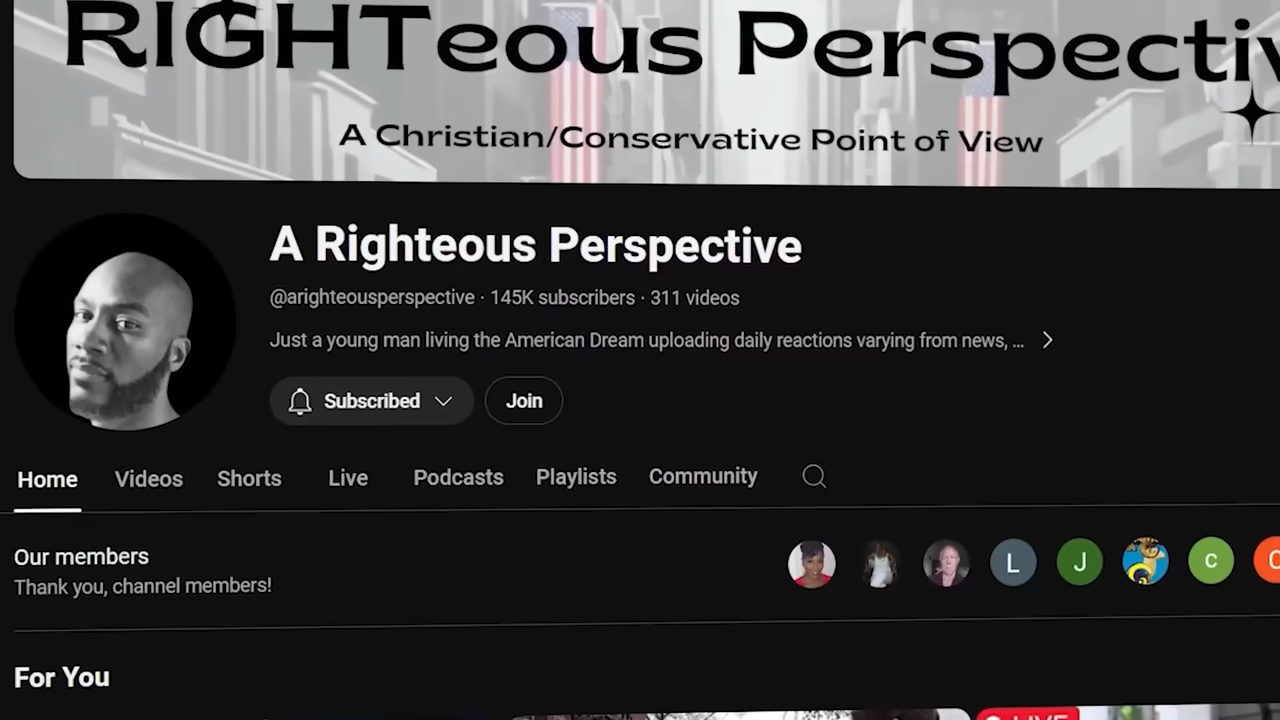 RIGHTeous Perspectiv
A Christian/Conservative Point of View
A Righteous Perspective
@arighteousperspective · 145K subscribers · 311 videos
Just a young man living the American Dream uploading daily reactions varying from news, ...
Subscribed
Join
Home Videos Shorts Live Podcasts Playlists Community
Our members
L J C C
Thank you, channel members!
For You
LIVE